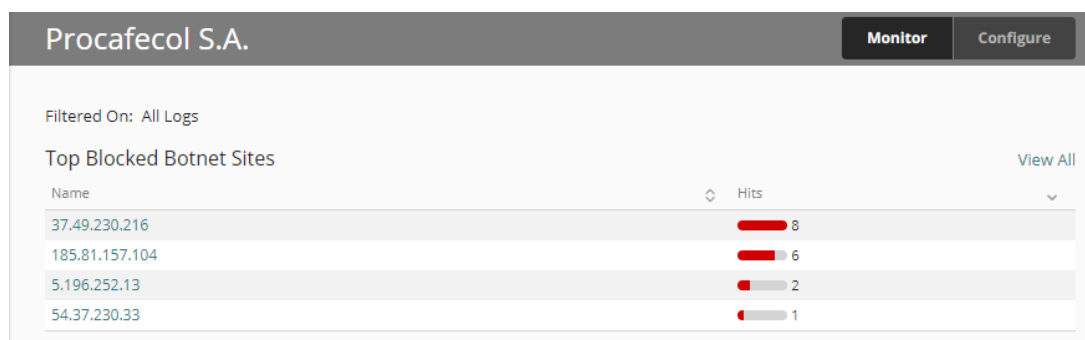 Procafecol S.A. Monitor Configure
Filtered On: All Logs
Top Blocked Botnet Sites View All
Name Hits
37.49.230.216 8
185.81.157.104 6
5.196.252.13 2
54.37.230.33 1